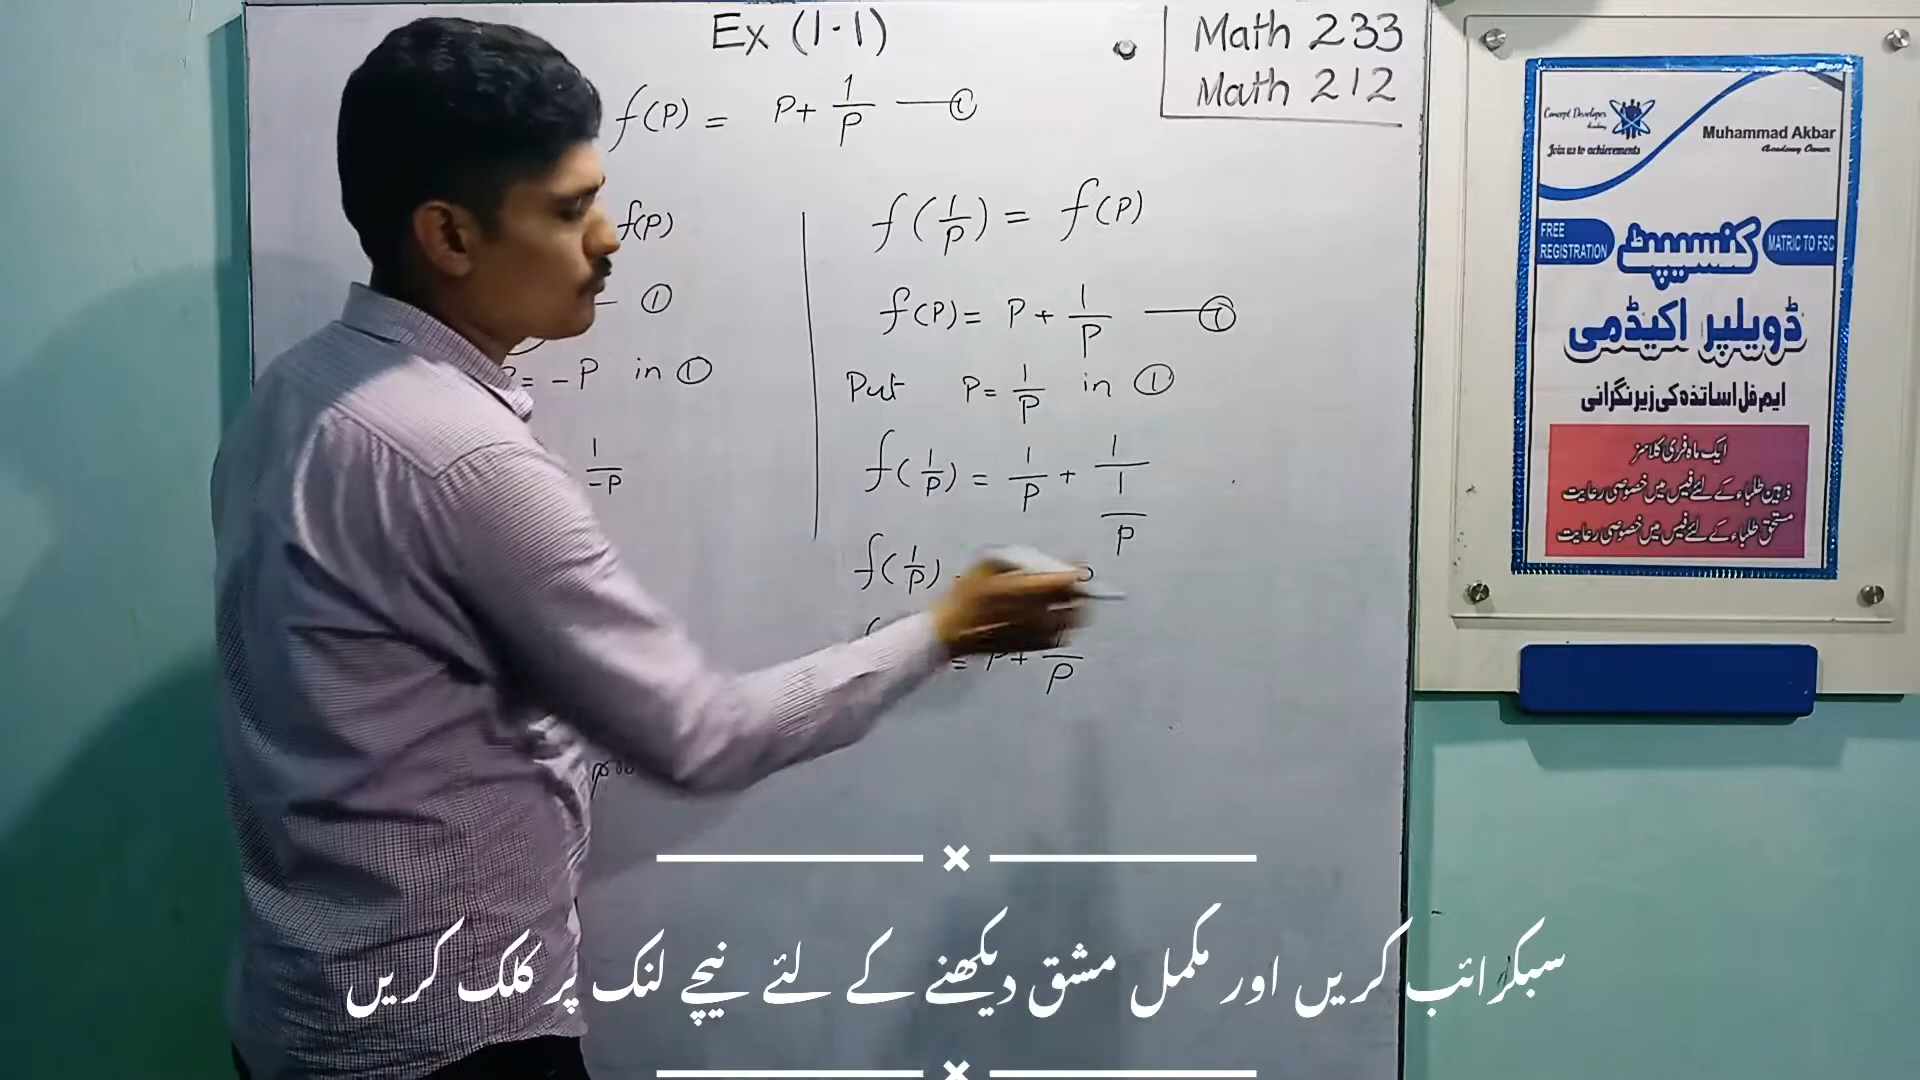 Ex (1.1)
Math 233
Math 212
f(P) = P + 1/P —— ①
f(P)
— ①
P = -P in ①
1/-P
f(1/P) = f(P)
f(P) = P + 1/P —— ①
Put P = 1/P in ①
f(1/P) = 1/P + 1/(1/P)
f(1/P)
= P + 1/P
Concept Developer
Academy
Join us to achievements
Muhammad Akbar
Academy Owner
FREE REGISTRATION
کنسیپٹ
MATRIC TO FSC
ڈویلپر اکیڈمی
ایم فل اساتذہ کی زیر نگرانی
ایک ماہ فری کلاسز
ذہین طلباء کے لئے فیس میں خصوصی رعایت
مستحق طلباء کے لئے فیس میں خصوصی رعایت
سبکرائب کریں اور مکمل مشق دیکھنے کے لئے نیچے لنک پر کلک کریں